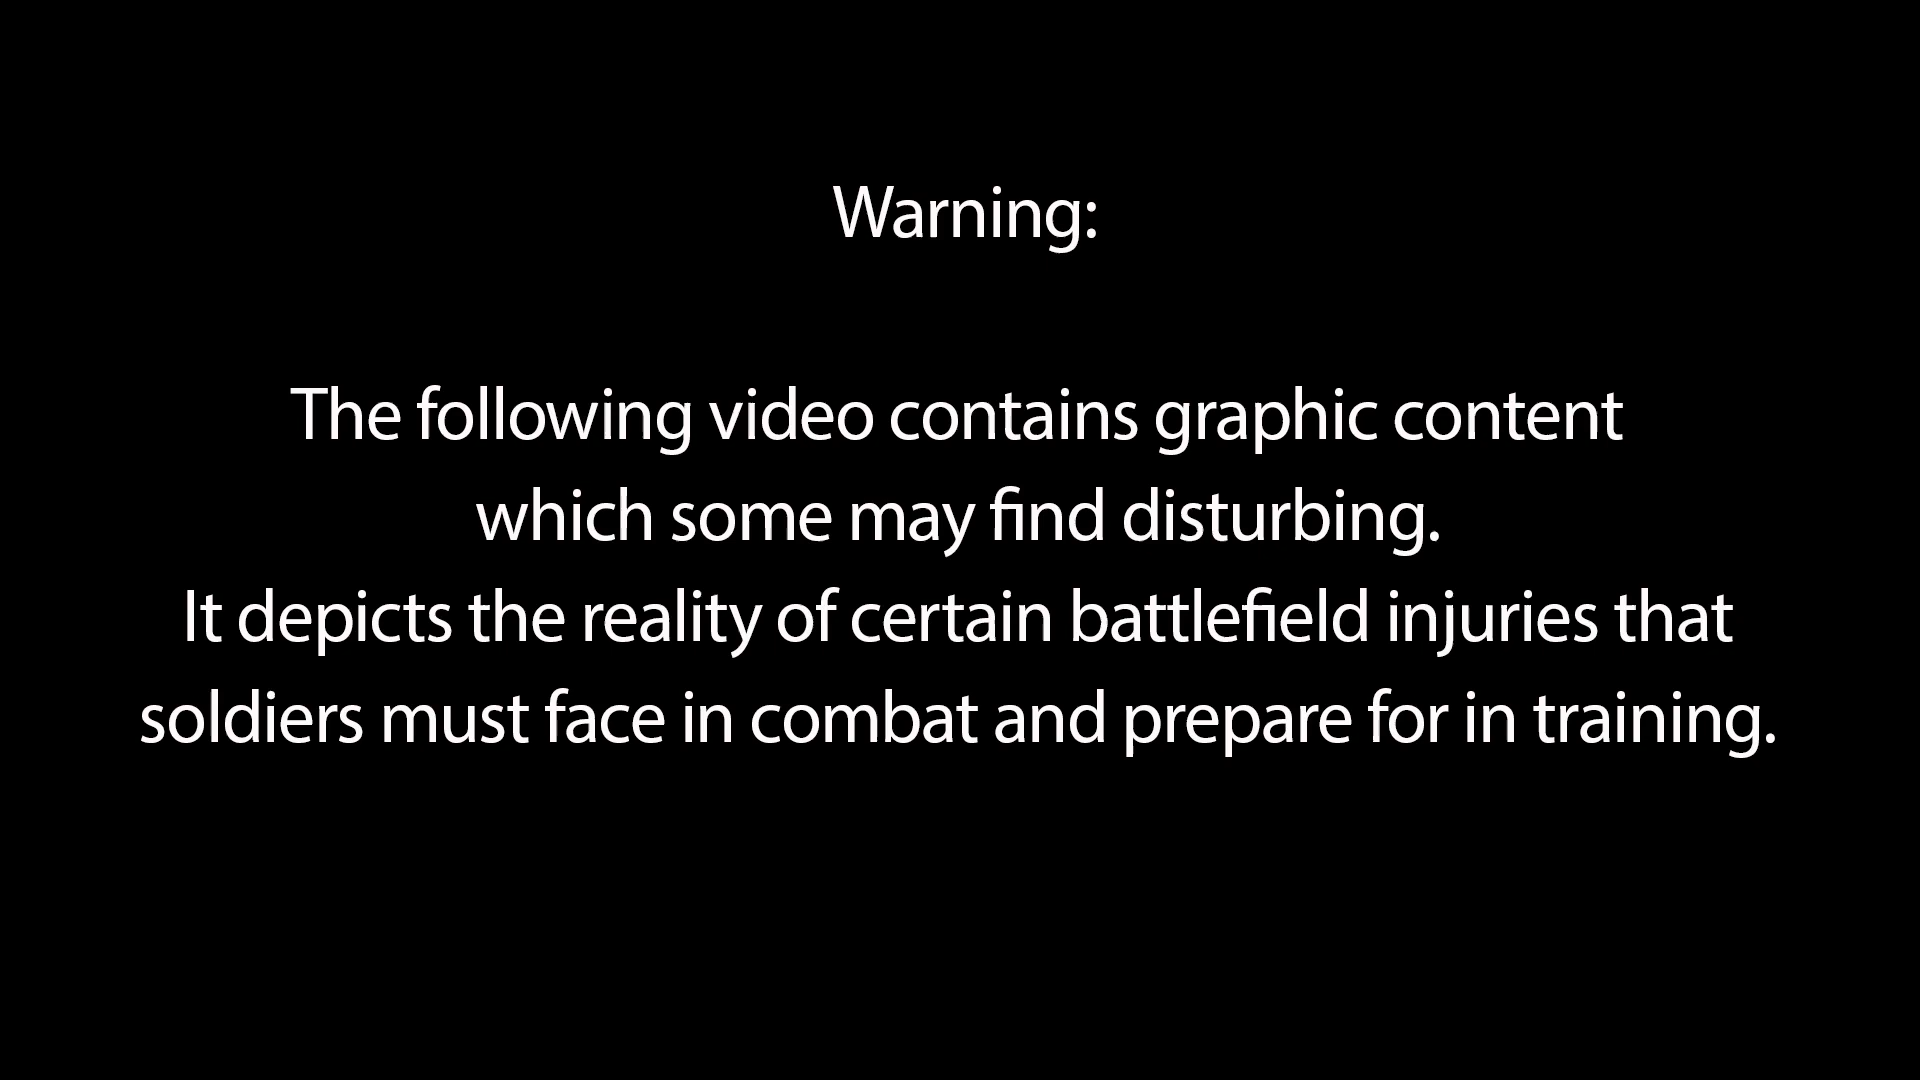 Warning:
The following video contains graphic content
which some may find disturbing.
It depicts the reality of certain battlefield injuries that
soldiers must face in combat and prepare for in training.